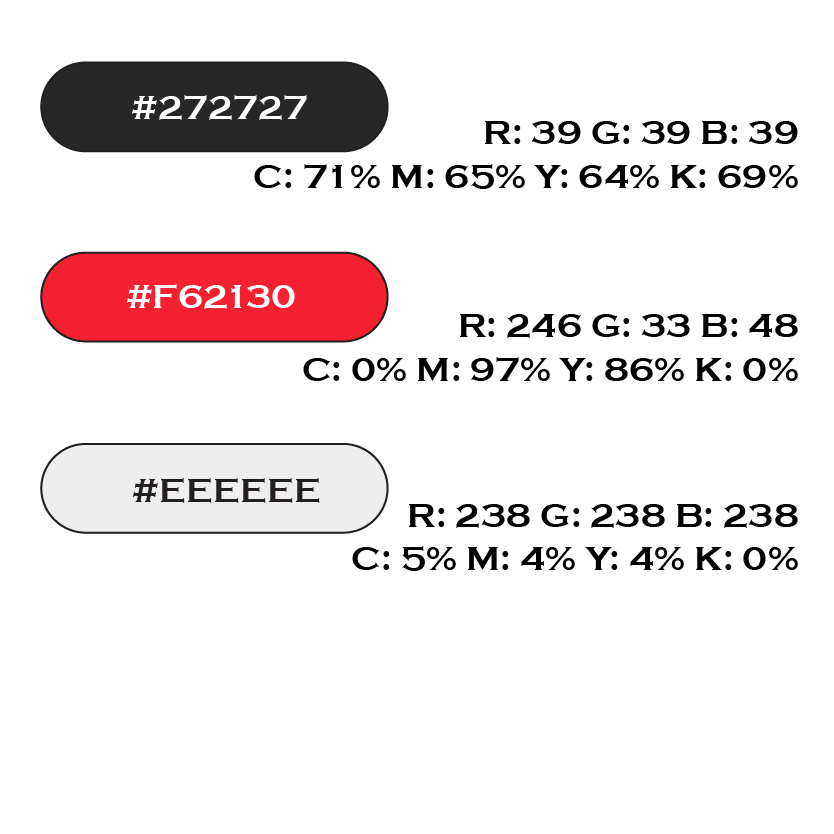 #272727
R: 39 G: 39 B: 39
C: 71% M: 65% Y: 64% K: 69%
#F62130
R: 246 G: 33 B: 48
C: 0% M: 97% Y: 86% K: 0%
#EEEEEE
R: 238 G: 238 B: 238
C: 5% M: 4% Y: 4% K: 0%